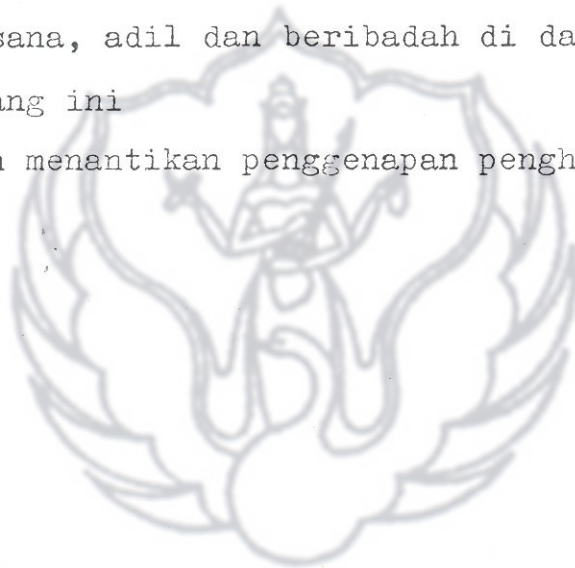 sana, adil dan beribadah di da
ang ini
menantikan penggenapan pengh